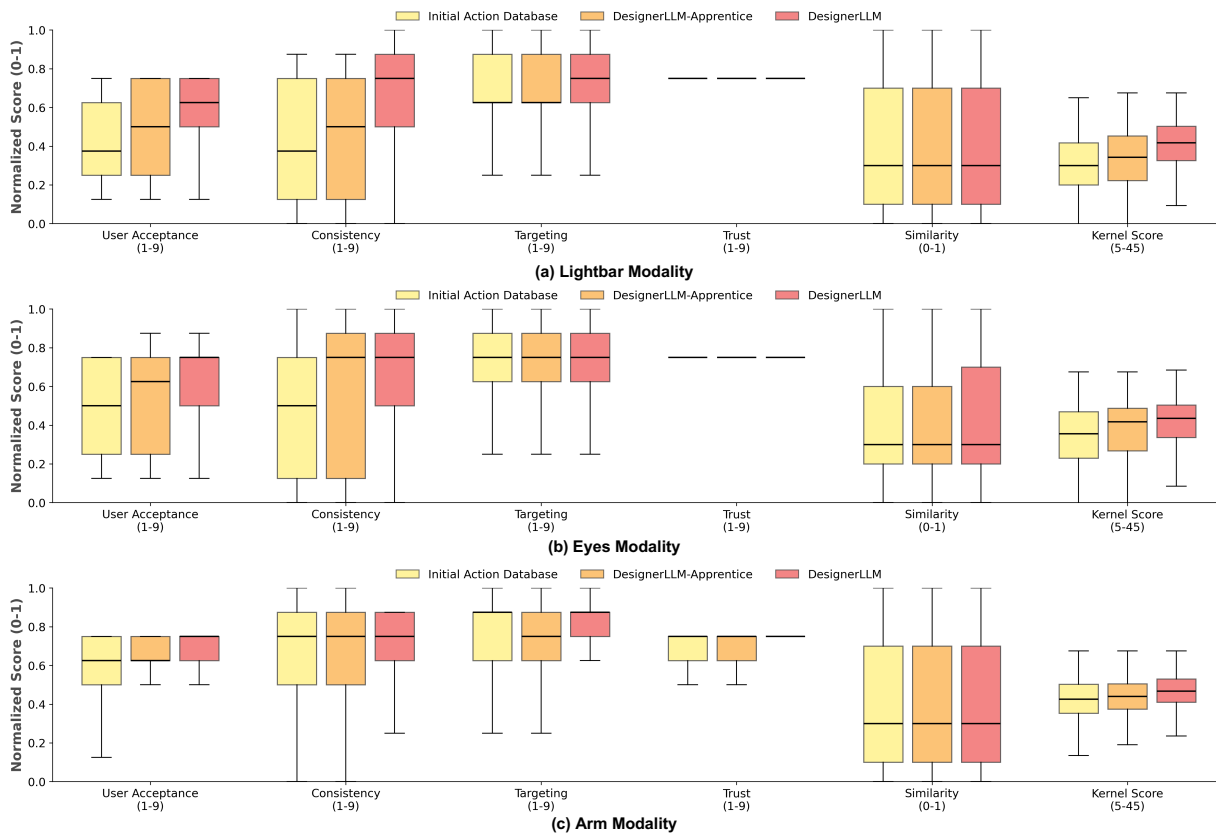 Initial Action Database DesignerLLM-Apprentice DesignerLLM
Normalized Score (0-1)
1.0
0.8
0.6
0.4
0.2
0.0
User Acceptance Consistency Targeting Trust Similarity Kernel Score
(1-9) (1-9) (1-9) (1-9) (0-1) (5-45)
(a) Lightbar Modality
Initial Action Database DesignerLLM-Apprentice DesignerLLM
Normalized Score (0-1)
1.0
0.8
0.6
0.4
0.2
0.0
User Acceptance Consistency Targeting Trust Similarity Kernel Score
(1-9) (1-9) (1-9) (1-9) (0-1) (5-45)
(b) Eyes Modality
Initial Action Database DesignerLLM-Apprentice DesignerLLM
Normalized Score (0-1)
1.0
0.8
0.6
0.4
0.2
0.0
User Acceptance Consistency Targeting Trust Similarity Kernel Score
(1-9) (1-9) (1-9) (1-9) (0-1) (5-45)
(c) Arm Modality